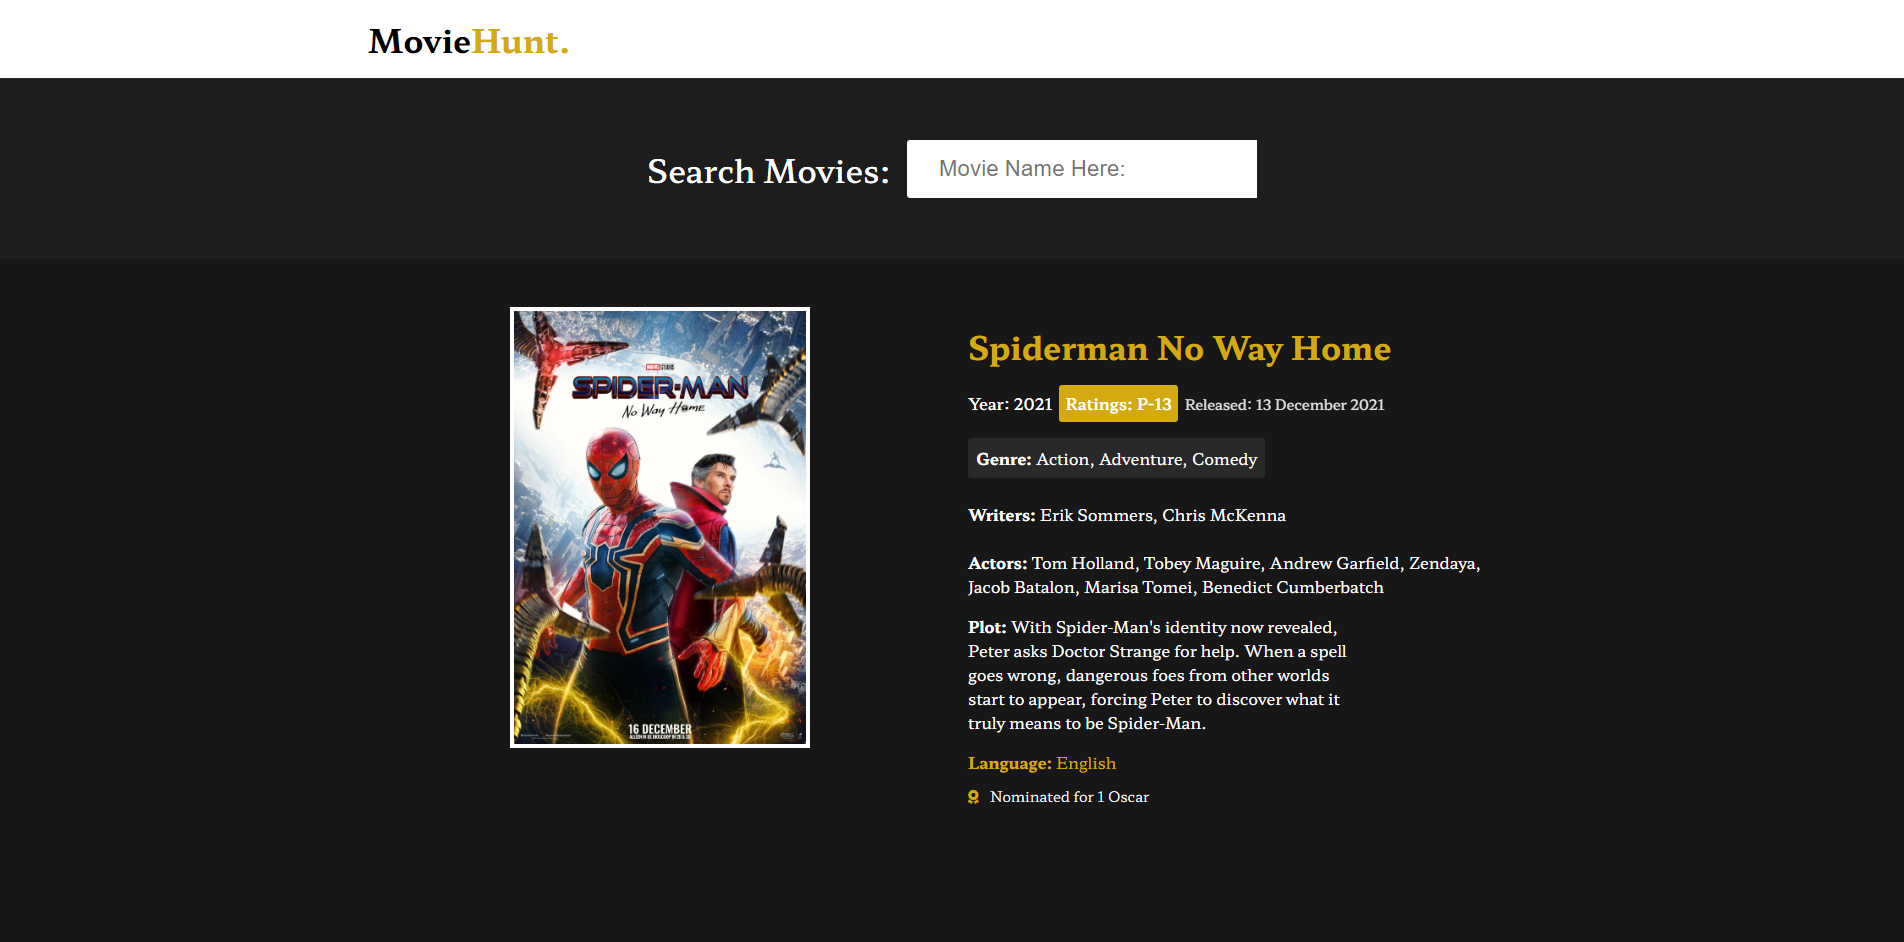 MovieHunt.
Search Movies:
Movie Name Here:
MARVEL STUDIOS
SPIDER-MAN
No Way Home
16 DECEMBER
Spiderman No Way Home
Year: 2021 Ratings: P-13 Released: 13 December 2021
Genre: Action, Adventure, Comedy
Writers: Erik Sommers, Chris McKenna
Actors: Tom Holland, Tobey Maguire, Andrew Garfield, Zendaya,
Jacob Batalon, Marisa Tomei, Benedict Cumberbatch
Plot: With Spider-Man's identity now revealed,
Peter asks Doctor Strange for help. When a spell
goes wrong, dangerous foes from other worlds
start to appear, forcing Peter to discover what it
truly means to be Spider-Man.
Language: English
Nominated for 1 Oscar